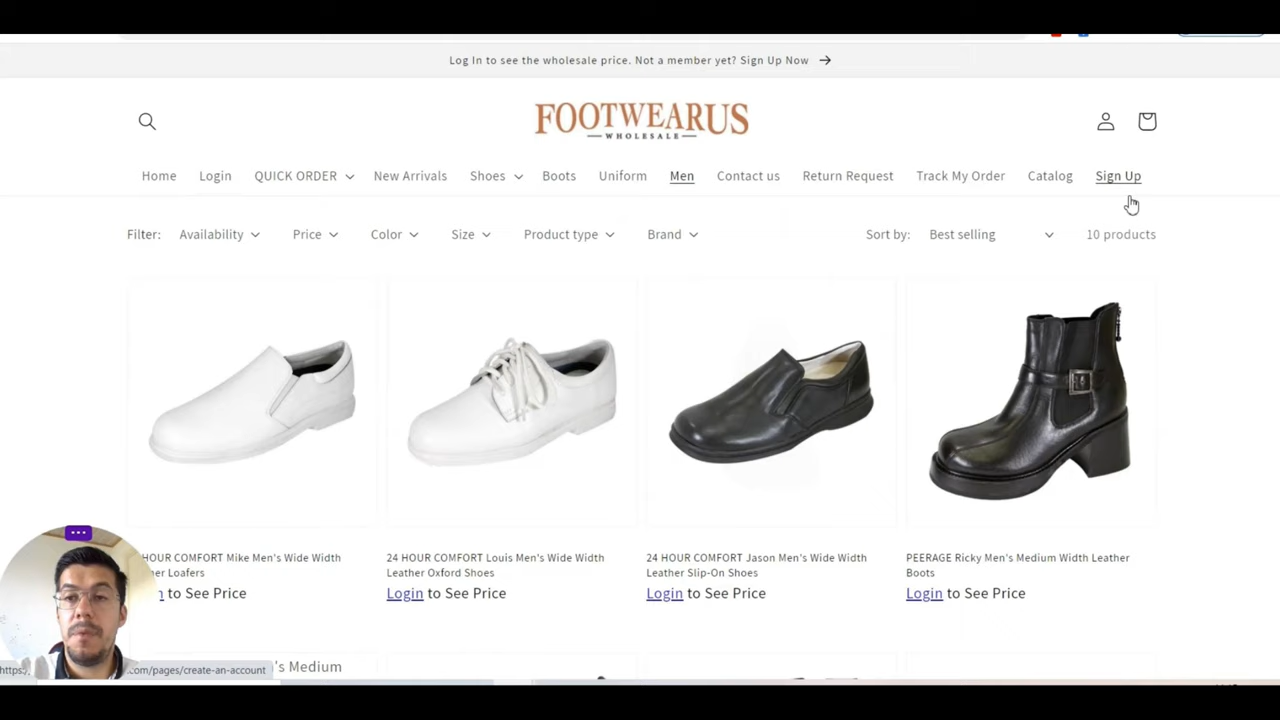 Log In to see the wholesale price. Not a member yet? Sign Up Now →
FOOTWEARUS
WHOLESALE
Home Login QUICK ORDER New Arrivals Shoes Boots Uniform Men Contact us Return Request Track My Order Catalog Sign Up
Filter: Availability Price Color Size Product type Brand Sort by: Best selling 10 products
HOUR COMFORT Mike Men's Wide Width
Loafers
to See Price
24 HOUR COMFORT Louis Men's Wide Width
Leather Oxford Shoes
Login to See Price
24 HOUR COMFORT Jason Men's Wide Width
Leather Slip-On Shoes
Login to See Price
PEERAGE Ricky Men's Medium Width Leather
Boots
Login to See Price
https:/
.com/pages/create-an-account
's Medium